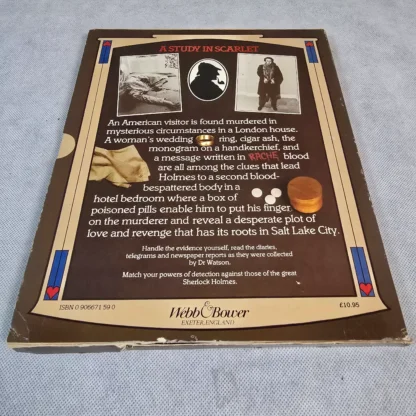 A STUDY IN SCARLET
An American visitor is found murdered in
mysterious circumstances in a London house.
A woman's wedding ring, cigar ash, the
monogram on a handkerchief, and
a message written in RACHE blood
are all among the clues that lead
Holmes to a second blood-
bespattered body in a
hotel bedroom where a box of
poisoned pills enable him to put his finger
on the murderer and reveal a desperate plot of
love and revenge that has its roots in Salt Lake City.
Handle the evidence yourself, read the diaries,
telegrams and newspaper reports as they were collected
by Dr Watson.
Match your powers of detection against those of the great
Sherlock Holmes.
ISBN 0 906671 59 0
Webb & Bower
EXETER, ENGLAND
£10.95